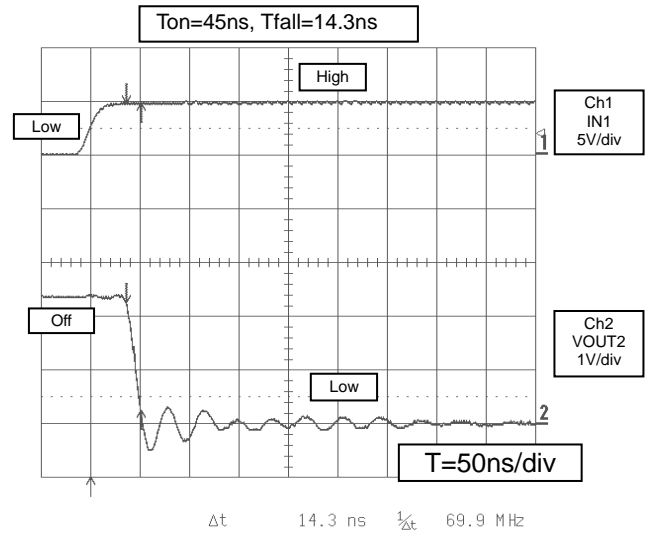 Ton=45ns, Tfall=14.3ns
High
Low
Ch1
IN1
5V/div
1
Off
Ch2
VOUT2
1V/div
Low
2
T=50ns/div
Δt 14.3 ns 1/Δt 69.9 MHz